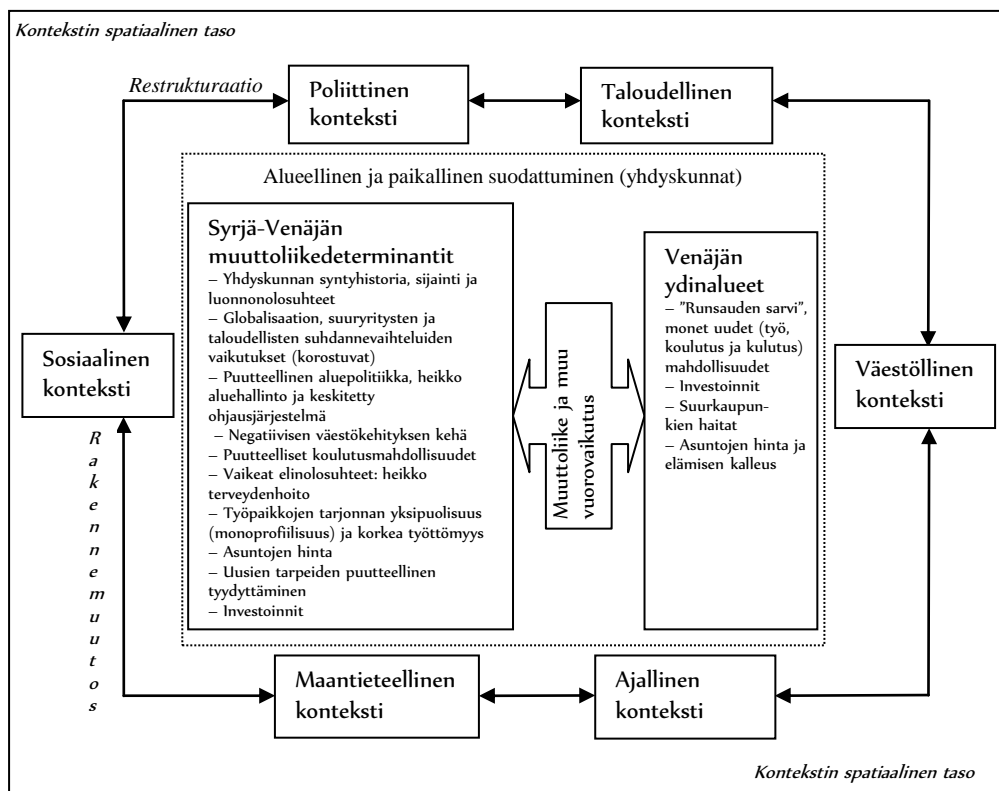 Kontekstin spatiaalinen taso
Restrukturaatio
Poliittinen
konteksti
Taloudellinen
konteksti
Alueellinen ja paikallinen suodattuminen (yhdyskunnat)
Syrjä-Venäjän
muuttoliikedeterminantit
– Yhdyskunnan syntyhistoria, sijainti ja
luonnonolosuhteet
– Globalisaation, suuryritysten ja
taloudellisten suhdannevaihteluiden
vaikutukset (korostuvat)
– Puutteellinen aluepolitiikka, heikko
aluehallinto ja keskitetty
ohjausjärjestelmä
– Negatiivisen väestökehityksen kehä
– Puutteelliset koulutusmahdollisuudet
– Vaikeat elinolosuhteet: heikko
terveydenhoito
– Työpaikkojen tarjonnan yksipuolisuus
(monoprofiilisuus) ja korkea työttömyys
– Asuntojen hinta
– Uusien tarpeiden puutteellinen
tyydyttäminen
– Investoinnit
Muuttoliike ja muu
vuorovaikutus
Venäjän
ydinalueet
– ”Runsauden sarvi”,
monet uudet (työ,
koulutus ja kulutus)
mahdollisuudet
– Investoinnit
– Suurkaupun-
kien haitat
– Asuntojen hinta ja
elämisen kalleus
Sosiaalinen
konteksti
Väestöllinen
konteksti
Rakennemuutos
Maantieteellinen
konteksti
Ajallinen
konteksti
Kontekstin spatiaalinen taso